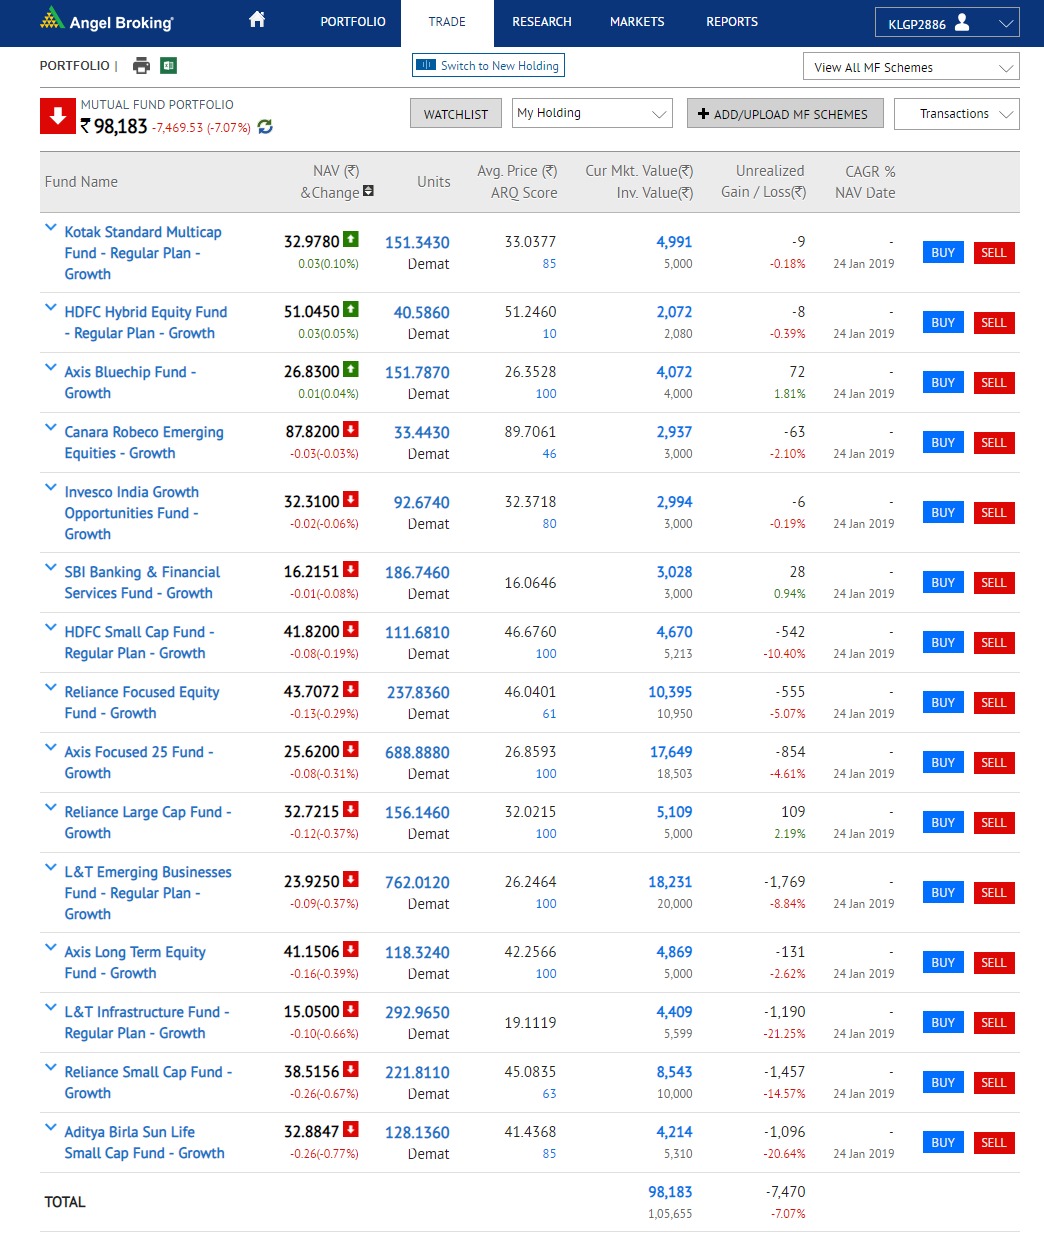 Angel Broking
PORTFOLIO TRADE RESEARCH MARKETS REPORTS KLGP2886
PORTFOLIO | Switch to New Holding View All MF Schemes
MUTUAL FUND PORTFOLIO
₹ 98,183 -7,469.53 (-7.07%) WATCHLIST My Holding + ADD/UPLOAD MF SCHEMES Transactions
Fund Name NAV (₹) &Change Units Avg. Price (₹) ARQ Score Cur Mkt. Value(₹) Inv. Value(₹) Unrealized Gain / Loss(₹) CAGR % NAV Date
Kotak Standard Multicap 32.9780 151.3430 33.0377 4,991 -9 -
Fund - Regular Plan - 0.03(0.10%) Demat 85 5,000 -0.18% 24 Jan 2019 BUY SELL
Growth
HDFC Hybrid Equity Fund 51.0450 40.5860 51.2460 2,072 -8 -
- Regular Plan - Growth 0.03(0.05%) Demat 10 2,080 -0.39% 24 Jan 2019 BUY SELL
Axis Bluechip Fund - 26.8300 151.7870 26.3528 4,072 72 -
Growth 0.01(0.04%) Demat 100 4,000 1.81% 24 Jan 2019 BUY SELL
Canara Robeco Emerging 87.8200 33.4430 89.7061 2,937 -63 -
Equities - Growth -0.03(-0.03%) Demat 46 3,000 -2.10% 24 Jan 2019 BUY SELL
Invesco India Growth 32.3100 92.6740 32.3718 2,994 -6 -
Opportunities Fund - -0.02(-0.06%) Demat 80 3,000 -0.19% 24 Jan 2019 BUY SELL
Growth
SBI Banking & Financial 16.2151 186.7460 16.0646 3,028 28 -
Services Fund - Growth -0.01(-0.08%) Demat 3,000 0.94% 24 Jan 2019 BUY SELL
HDFC Small Cap Fund - 41.8200 111.6810 46.6760 4,670 -542 -
Regular Plan - Growth -0.08(-0.19%) Demat 100 5,213 -10.40% 24 Jan 2019 BUY SELL
Reliance Focused Equity 43.7072 237.8360 46.0401 10,395 -555 -
Fund - Growth -0.13(-0.29%) Demat 61 10,950 -5.07% 24 Jan 2019 BUY SELL
Axis Focused 25 Fund - 25.6200 688.8880 26.8593 17,649 -854 -
Growth -0.08(-0.31%) Demat 100 18,503 -4.61% 24 Jan 2019 BUY SELL
Reliance Large Cap Fund - 32.7215 156.1460 32.0215 5,109 109 -
Growth -0.12(-0.37%) Demat 100 5,000 2.19% 24 Jan 2019 BUY SELL
L&T Emerging Businesses 23.9250 762.0120 26.2464 18,231 -1,769 -
Fund - Regular Plan - -0.09(-0.37%) Demat 100 20,000 -8.84% 24 Jan 2019 BUY SELL
Growth
Axis Long Term Equity 41.1506 118.3240 42.2566 4,869 -131 -
Fund - Growth -0.16(-0.39%) Demat 100 5,000 -2.62% 24 Jan 2019 BUY SELL
L&T Infrastructure Fund - 15.0500 292.9650 19.1119 4,409 -1,190 -
Regular Plan - Growth -0.10(-0.66%) Demat 5,599 -21.25% 24 Jan 2019 BUY SELL
Reliance Small Cap Fund - 38.5156 221.8110 45.0835 8,543 -1,457 -
Growth -0.26(-0.67%) Demat 63 10,000 -14.57% 24 Jan 2019 BUY SELL
Aditya Birla Sun Life 32.8847 128.1360 41.4368 4,214 -1,096 -
Small Cap Fund - Growth -0.26(-0.77%) Demat 85 5,310 -20.64% 24 Jan 2019 BUY SELL
TOTAL 98,183 -7,470
1,05,655 -7.07%